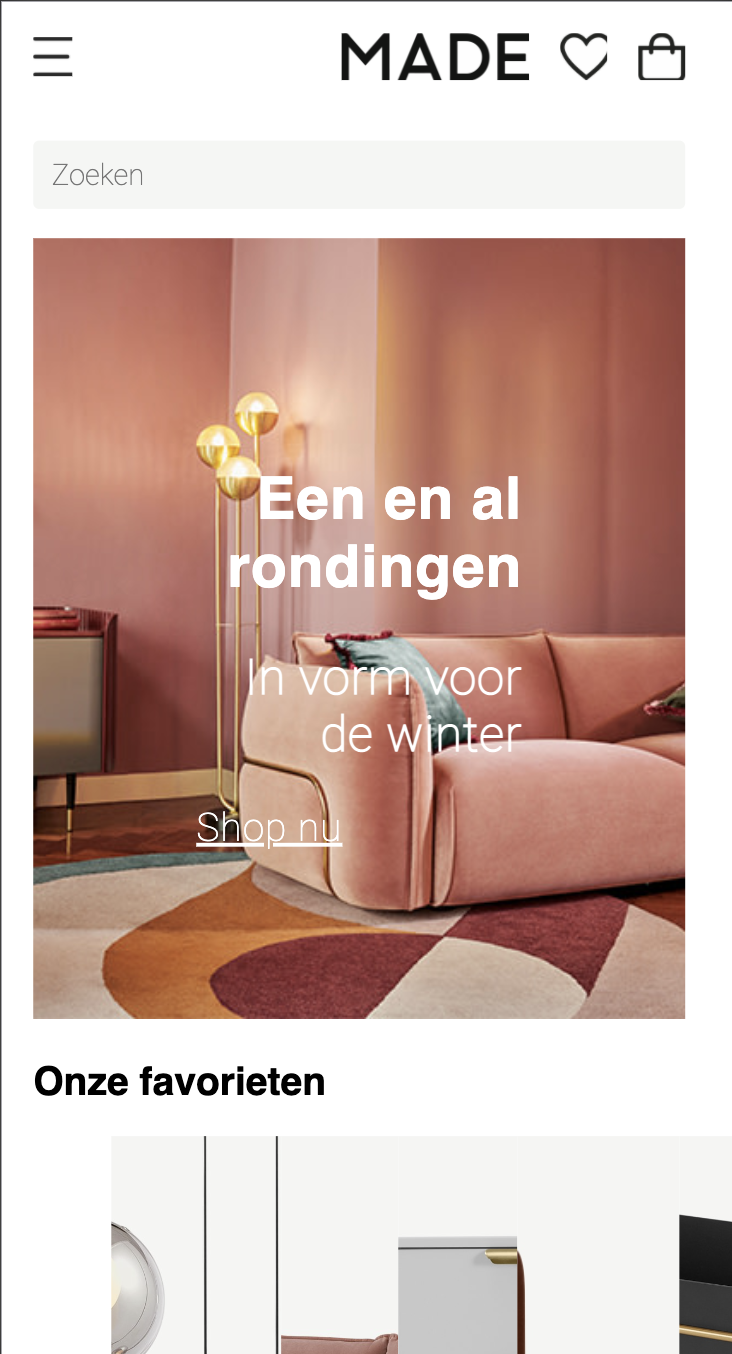 MADE
Zoeken
Een en al
rondingen
In vorm voor
de winter
Shop nu
Onze favorieten